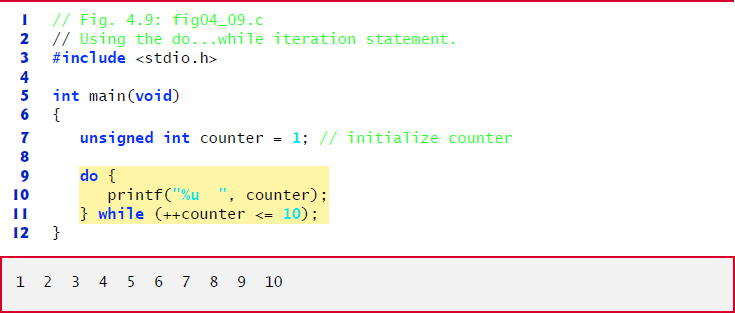 1 // Fig. 4.9: fig04_09.c
2 // Using the do...while iteration statement.
3 #include <stdio.h>
4
5 int main(void)
6 {
7 unsigned int counter = 1; // initialize counter
8
9 do {
10 printf("%u  ", counter);
11 } while (++counter <= 10);
12 }
1 2 3 4 5 6 7 8 9 10